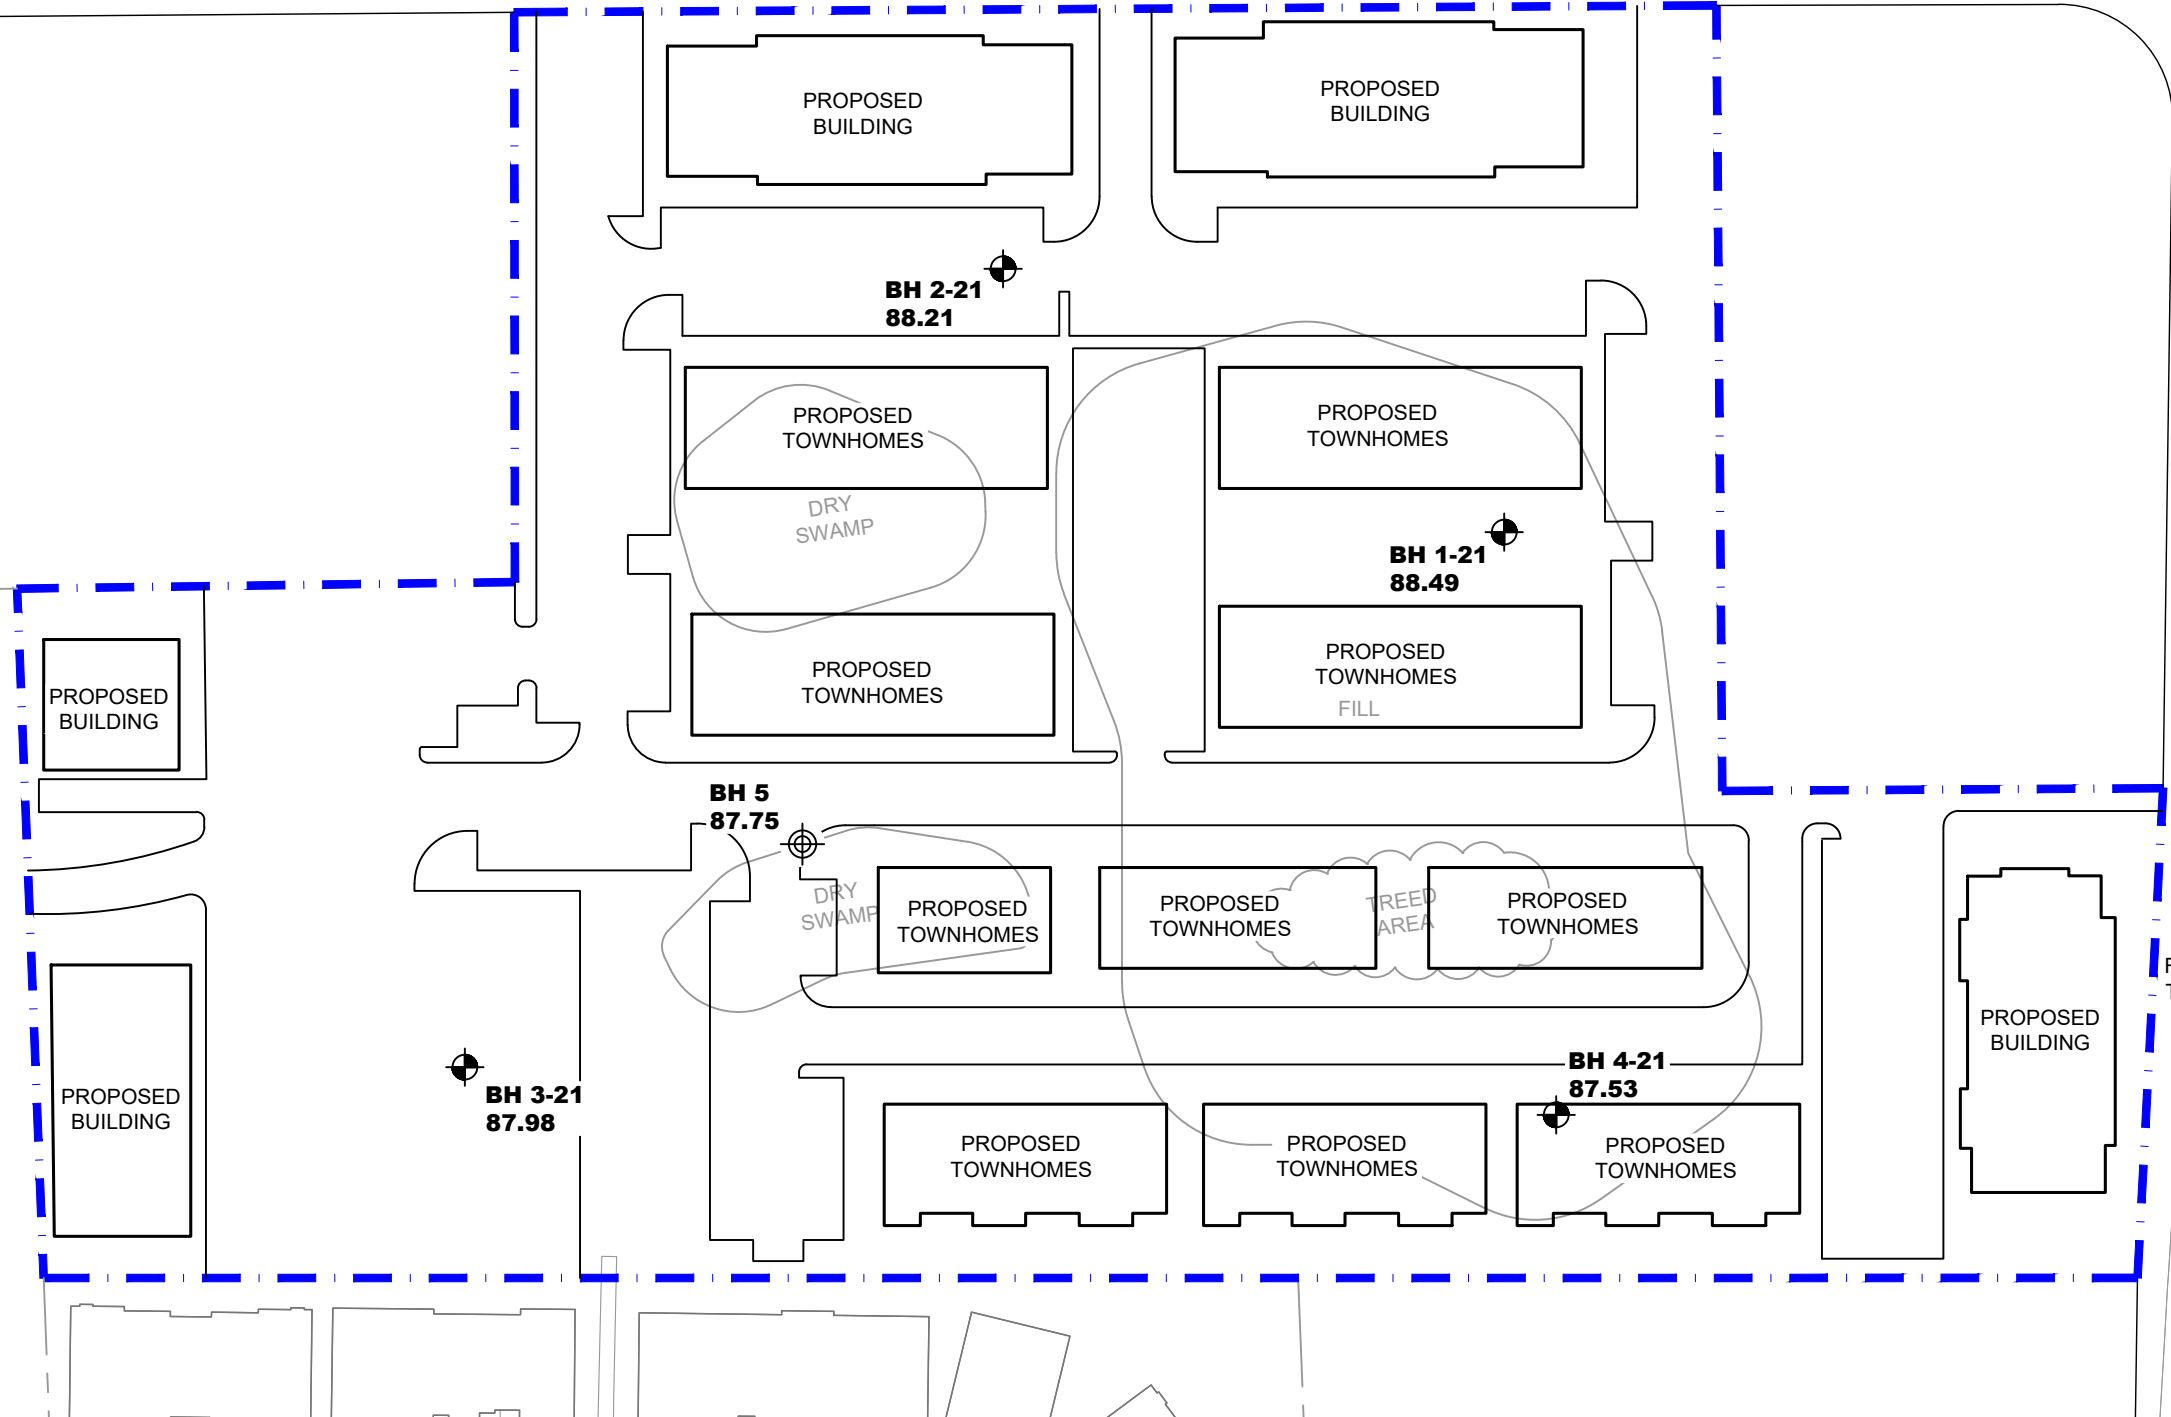 PROPOSED
BUILDING
PROPOSED
BUILDING
BH 2-21
88.21
PROPOSED
TOWNHOMES
PROPOSED
TOWNHOMES
DRY
SWAMP
BH 1-21
88.49
PROPOSED
TOWNHOMES
PROPOSED
TOWNHOMES
FILL
PROPOSED
BUILDING
BH 5
87.75
DRY
SWAMP
PROPOSED
TOWNHOMES
PROPOSED
TOWNHOMES
TREED
AREA
PROPOSED
TOWNHOMES
PROPOSED
BUILDING
BH 3-21
87.98
BH 4-21
87.53
PROPOSED
BUILDING
PROPOSED
TOWNHOMES
PROPOSED
TOWNHOMES
PROPOSED
TOWNHOMES